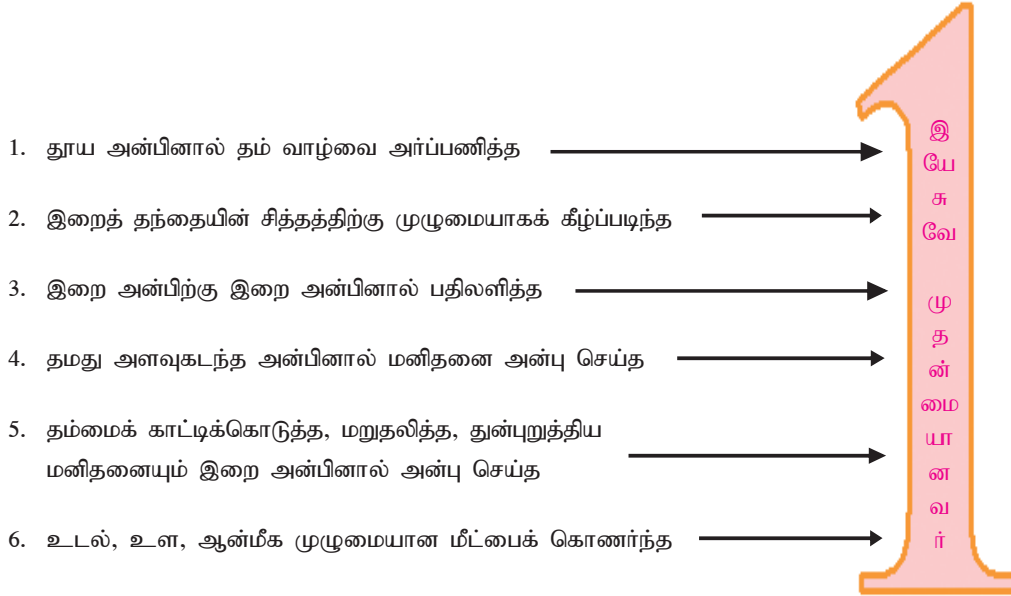 1. தூய அன்பினால் தம் வாழ்வை அர்ப்பணித்த
2. இறைத் தந்தையின் சித்தத்திற்கு முழுமையாகக் கீழ்ப்படிந்த
3. இறை அன்பிற்கு இறை அன்பினால் பதிலளித்த
4. தமது அளவுகடந்த அன்பினால் மனிதனை அன்பு செய்த
5. தம்மைக் காட்டிக்கொடுத்த, மறுதலித்த, துன்புறுத்திய
மனிதனையும் இறை அன்பினால் அன்பு செய்த
6. உடல், உள, ஆன்மீக முழுமையான மீட்பைக் கொணர்ந்த
இ
யே
சு
வே
மு
த
ன்
மை
யா
ன
வ
ர்